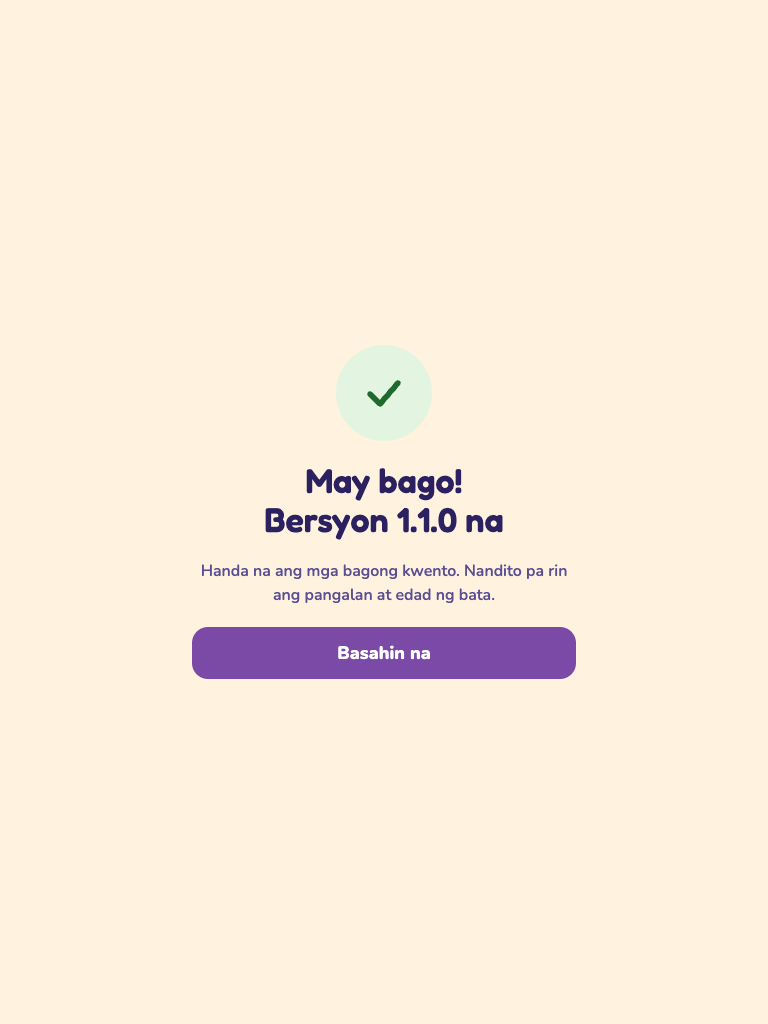 May bago!
Bersyon 1.1.0 na
Handa na ang mga bagong kwento. Nandito pa rin
ang pangalan at edad ng bata.
Basahin na